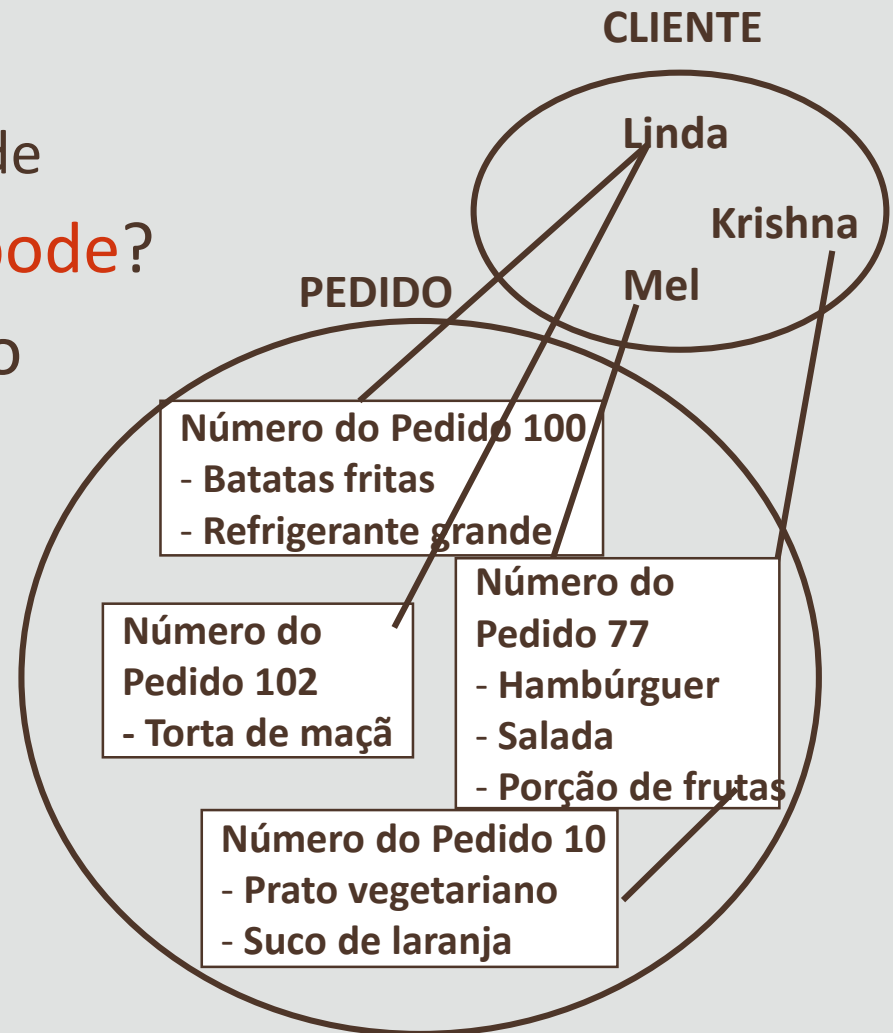 CLIENTE
de
pode?
o
Linda
Krishna
Mel
PEDIDO
Número do Pedido 100
- Batatas fritas
- Refrigerante grande
Número do
Pedido 102
- Torta de maçã
Número do
Pedido 77
- Hambúrguer
- Salada
- Porção de frutas
Número do Pedido 10
- Prato vegetariano
- Suco de laranja